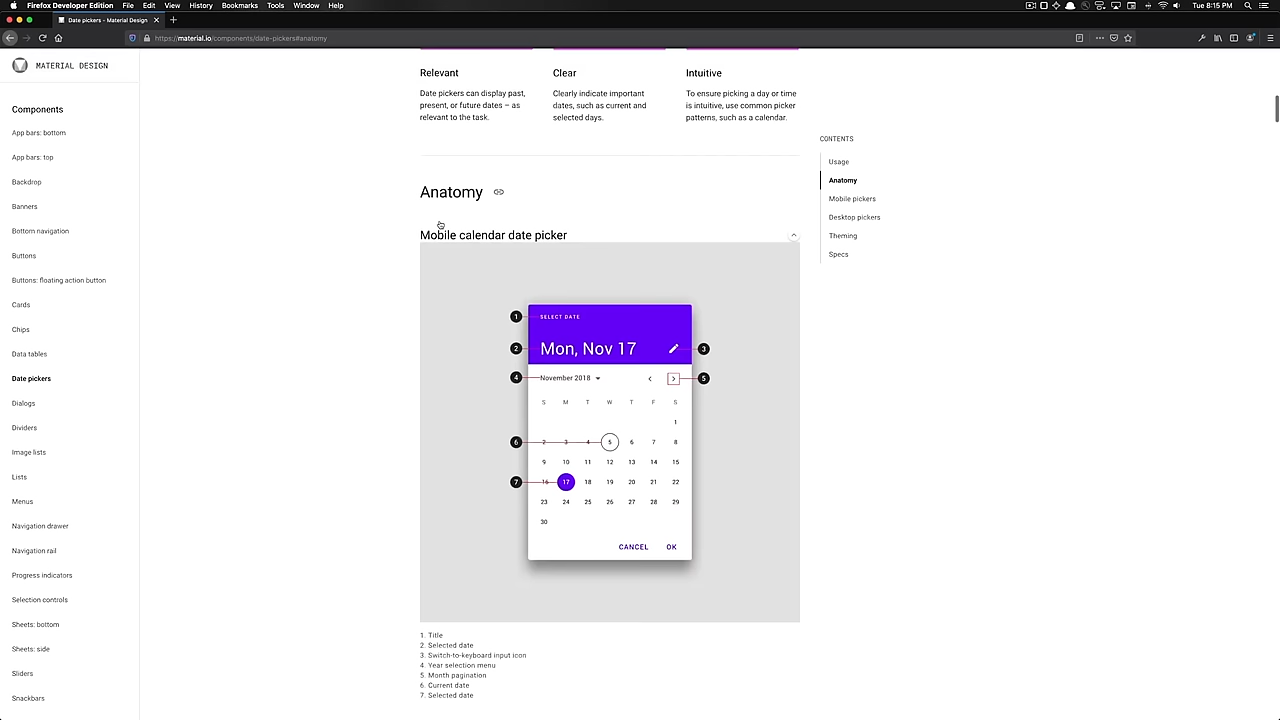 Firefox Developer Edition File Edit View History Bookmarks Tools Window Help
Tue 8:15 PM
Date pickers - Material Design
https://material.io/components/date-pickers#anatomy
MATERIAL DESIGN
Components
App bars: bottom
App bars: top
Backdrop
Banners
Bottom navigation
Buttons
Buttons: floating action button
Cards
Chips
Data tables
Date pickers
Dialogs
Dividers
Image lists
Lists
Menus
Navigation drawer
Navigation rail
Progress indicators
Selection controls
Sheets: bottom
Sheets: side
Sliders
Snackbars
Relevant
Date pickers can display past,
present, or future dates – as
relevant to the task.
Clear
Clearly indicate important
dates, such as current and
selected days.
Intuitive
To ensure picking a day or time
is intuitive, use common picker
patterns, such as a calendar.
Anatomy
Mobile calendar date picker
1 SELECT DATE
2 Mon, Nov 17 3
4 November 2018 5
S M T W T F S
1
6 2 3 4 5 6 7 8
9 10 11 12 13 14 15
7 16 17 18 19 20 21 22
23 24 25 26 27 28 29
30
CANCEL OK
1. Title
2. Selected date
3. Switch-to-keyboard input icon
4. Year selection menu
5. Month pagination
6. Current date
7. Selected date
CONTENTS
Usage
Anatomy
Mobile pickers
Desktop pickers
Theming
Specs